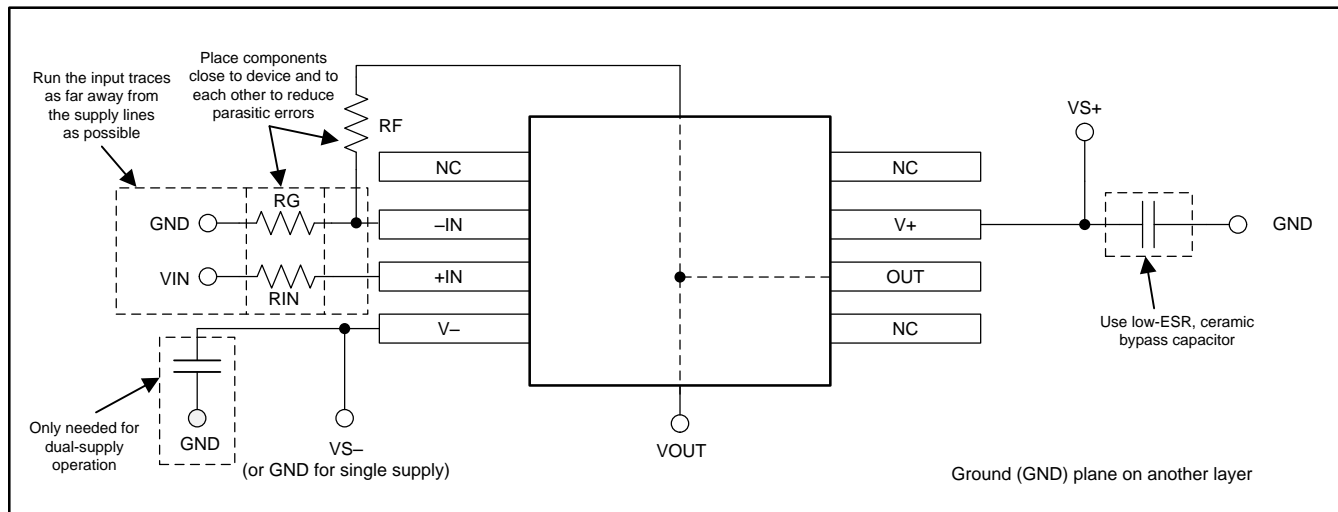 Run the input traces
as far away from
the supply lines
as possible
Place components
close to device and to
each other to reduce
parasitic errors
RF
NC
–IN
+IN
V–
GND
RG
VIN
RIN
Only needed for
dual-supply
operation
GND
VS–
(or GND for single supply)
VOUT
NC
V+
OUT
NC
VS+
GND
Use low-ESR, ceramic
bypass capacitor
Ground (GND) plane on another layer